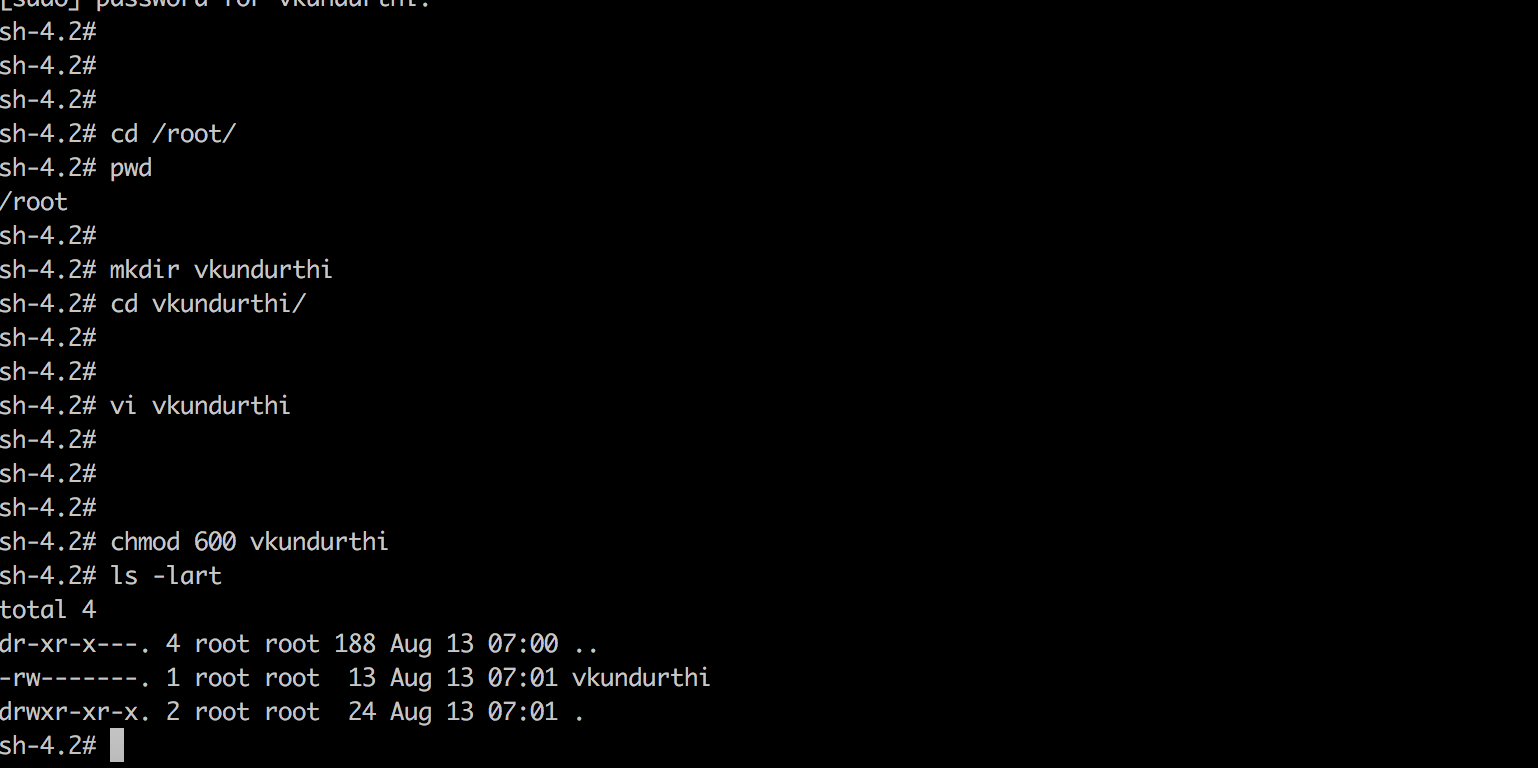 [sudo] password for vkundurthi:
sh-4.2#
sh-4.2#
sh-4.2#
sh-4.2# cd /root/
sh-4.2# pwd
/root
sh-4.2#
sh-4.2# mkdir vkundurthi
sh-4.2# cd vkundurthi/
sh-4.2#
sh-4.2#
sh-4.2# vi vkundurthi
sh-4.2#
sh-4.2#
sh-4.2#
sh-4.2# chmod 600 vkundurthi
sh-4.2# ls -lart
total 4
dr-xr-x---. 4 root root 188 Aug 13 07:00 ..
-rw-------. 1 root root  13 Aug 13 07:01 vkundurthi
drwxr-xr-x. 2 root root  24 Aug 13 07:01 .
sh-4.2#